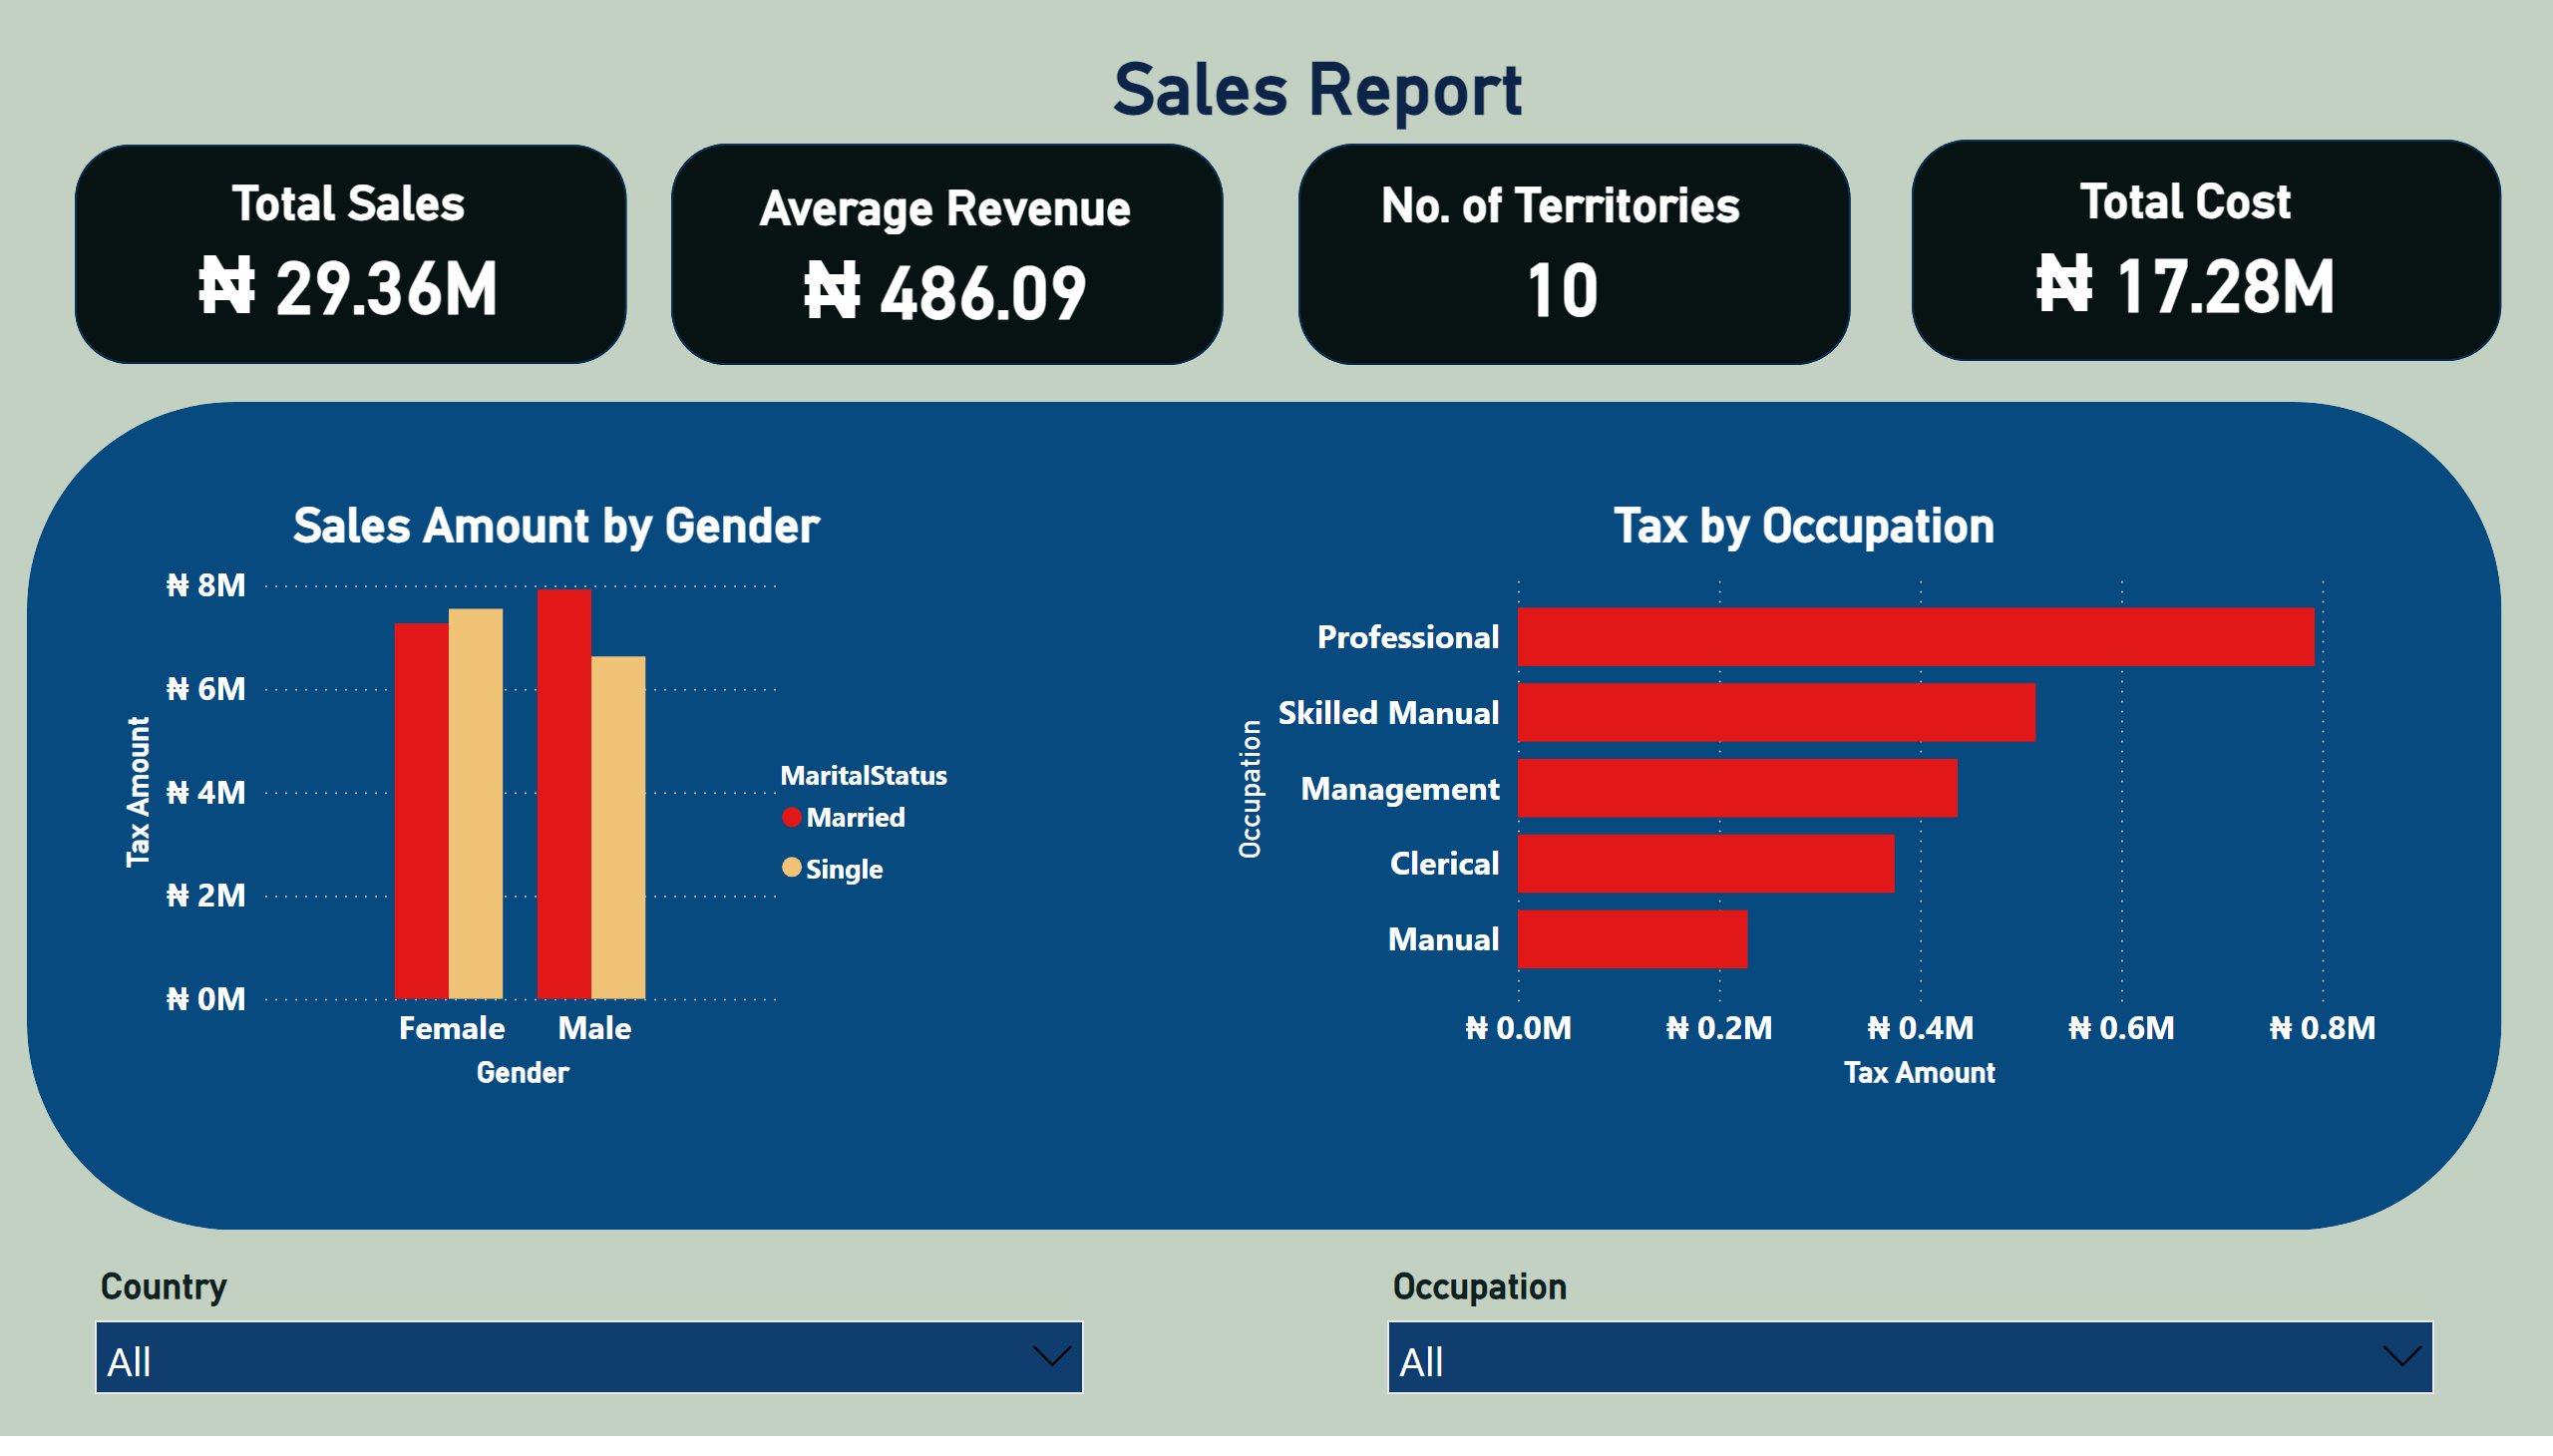 Sales Report
Total Sales
₦ 29.36M
Average Revenue
₦ 486.09
No. of Territories
10
Total Cost
₦ 17.28M
Sales Amount by Gender
₦ 8M
₦ 6M
₦ 4M
₦ 2M
₦ 0M
Tax Amount
Female
Male
Gender
MaritalStatus
Married
Single
Tax by Occupation
Occupation
Professional
Skilled Manual
Management
Clerical
Manual
₦ 0.0M
₦ 0.2M
₦ 0.4M
₦ 0.6M
₦ 0.8M
Tax Amount
Country
All
Occupation
All